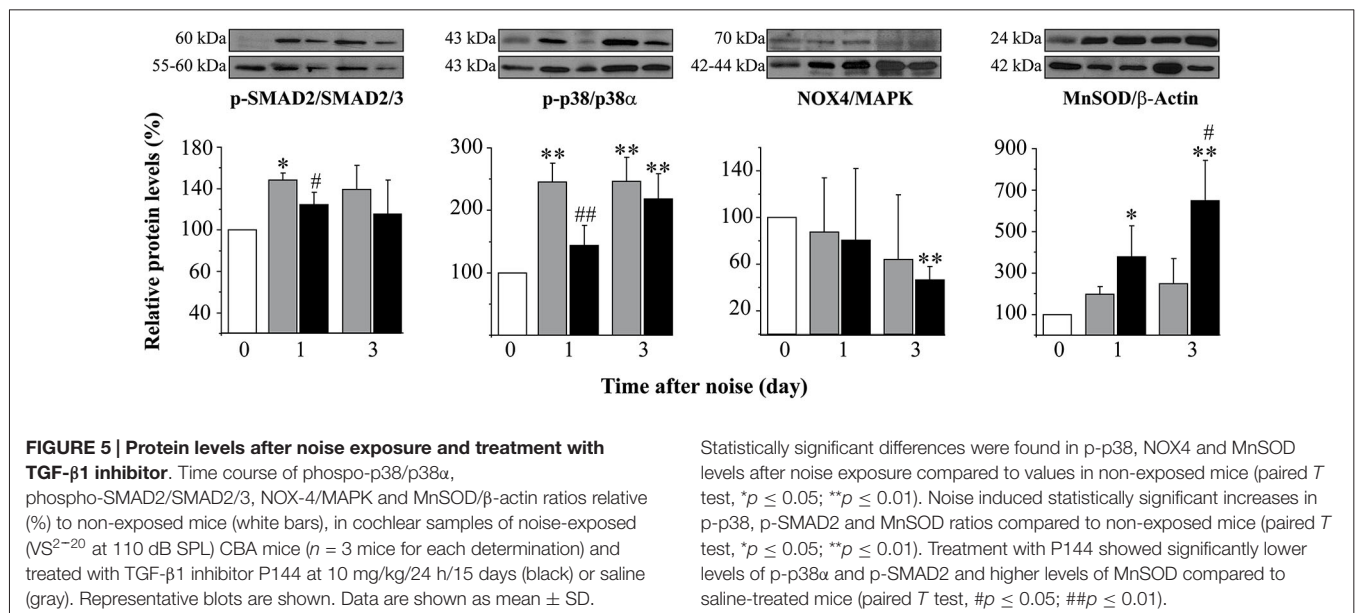 60 kDa
55-60 kDa
p-SMAD2/SMAD2/3
43 kDa
43 kDa
p-p38/p38α
70 kDa
42-44 kDa
NOX4/MAPK
24 kDa
42 kDa
MnSOD/β-Actin
Relative protein levels (%)
180
140
100
60
40
*
#
0 1 3
300
200
100
**
##
**
**
0 1 3
140
100
60
20
**
0 1 3
900
700
500
300
100
*
#
**
0 1 3
Time after noise (day)
FIGURE 5 | Protein levels after noise exposure and treatment with
TGF-β1 inhibitor. Time course of phospo-p38/p38α,
phospho-SMAD2/SMAD2/3, NOX-4/MAPK and MnSOD/β-actin ratios relative
(%) to non-exposed mice (white bars), in cochlear samples of noise-exposed
(VS2−20 at 110 dB SPL) CBA mice (n = 3 mice for each determination) and
treated with TGF-β1 inhibitor P144 at 10 mg/kg/24 h/15 days (black) or saline
(gray). Representative blots are shown. Data are shown as mean ± SD.
Statistically significant differences were found in p-p38, NOX4 and MnSOD
levels after noise exposure compared to values in non-exposed mice (paired T
test, *p ≤ 0.05; **p ≤ 0.01). Noise induced statistically significant increases in
p-p38, p-SMAD2 and MnSOD ratios compared to non-exposed mice (paired T
test, *p ≤ 0.05; **p ≤ 0.01). Treatment with P144 showed significantly lower
levels of p-p38α and p-SMAD2 and higher levels of MnSOD compared to
saline-treated mice (paired T test, #p ≤ 0.05; ##p ≤ 0.01).